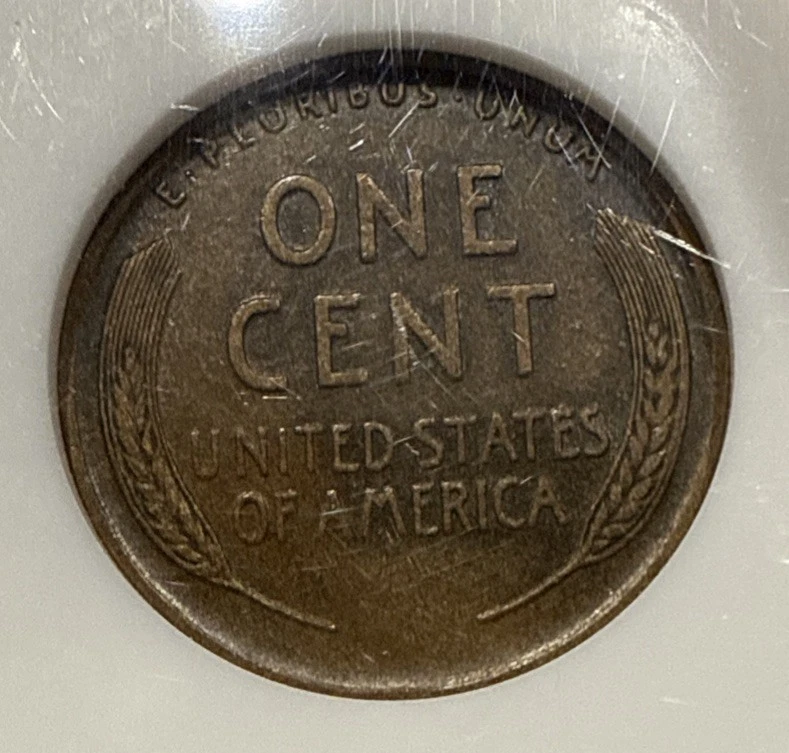 E · PLURIBUS · UNUM
ONE
CENT
UNITED STATES
OF AMERICA